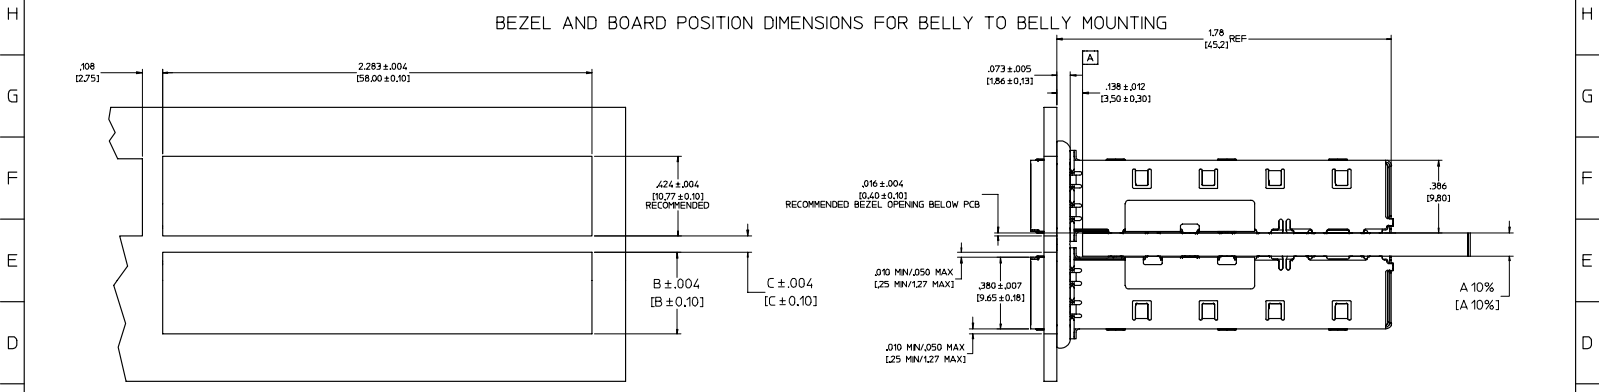 H
H
BEZEL AND BOARD POSITION DIMENSIONS FOR BELLY TO BELLY MOUNTING
1.78
[45.2]
REF
.108
[2.75]
2.283±.004
[58.00±0.10]
.073±.005
[1.86±0.13]
A
.138±.012
[3.50±0.30]
G
G
F
F
.424±.004
[10.77±0.10]
RECOMMENDED
.016±.004
[0.40±0.10]
RECOMMENDED BEZEL OPENING BELOW PCB
.386
[9.80]
E
E
B±.004
[B±0.10]
C±.004
[C±0.10]
.010 MIN/.050 MAX
[.25 MIN/1.27 MAX]
.380±.007
[9.65±0.18]
A 10%
[A 10%]
D
D
.010 MIN/.050 MAX
[.25 MIN/1.27 MAX]